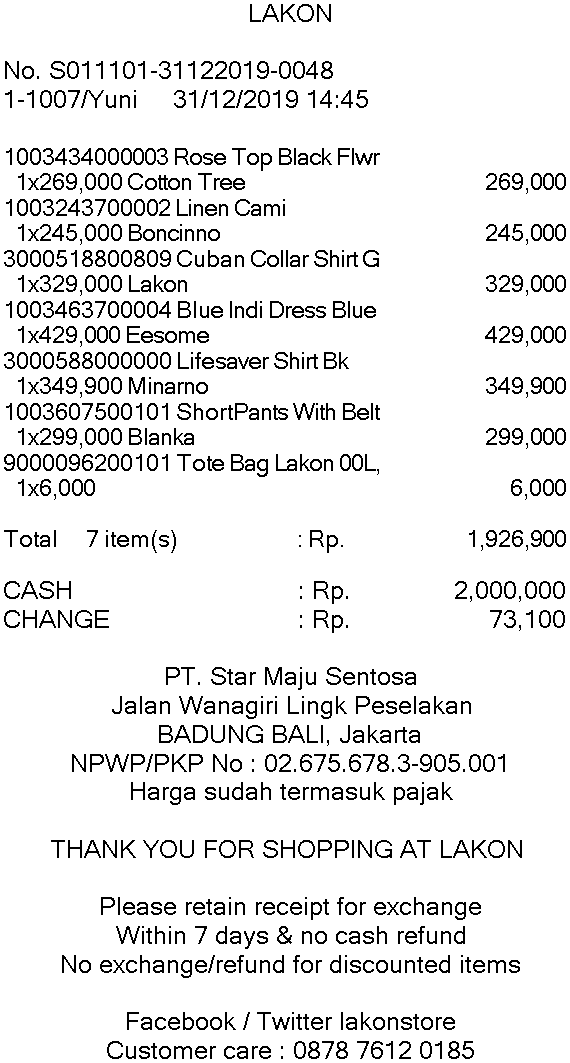 LAKON
No. S011101-31122019-0048
1-1007/Yuni 31/12/2019 14:45
1003434000003 Rose Top Black Flwr
1x269,000 Cotton Tree 269,000
1003243700002 Linen Cami
1x245,000 Boncinno 245,000
3000518800809 Cuban Collar Shirt G
1x329,000 Lakon 329,000
1003463700004 Blue Indi Dress Blue
1x429,000 Eesome 429,000
3000588000000 Lifesaver Shirt Bk
1x349,900 Minarno 349,900
1003607500101 ShortPants With Belt
1x299,000 Blanka 299,000
9000096200101 Tote Bag Lakon 00L,
1x6,000 6,000
Total 7 item(s) : Rp. 1,926,900
CASH : Rp. 2,000,000
CHANGE : Rp. 73,100
PT. Star Maju Sentosa
Jalan Wanagiri Lingk Peselakan
BADUNG BALI, Jakarta
NPWP/PKP No : 02.675.678.3-905.001
Harga sudah termasuk pajak
THANK YOU FOR SHOPPING AT LAKON
Please retain receipt for exchange
Within 7 days & no cash refund
No exchange/refund for discounted items
Facebook / Twitter lakonstore
Customer care : 0878 7612 0185